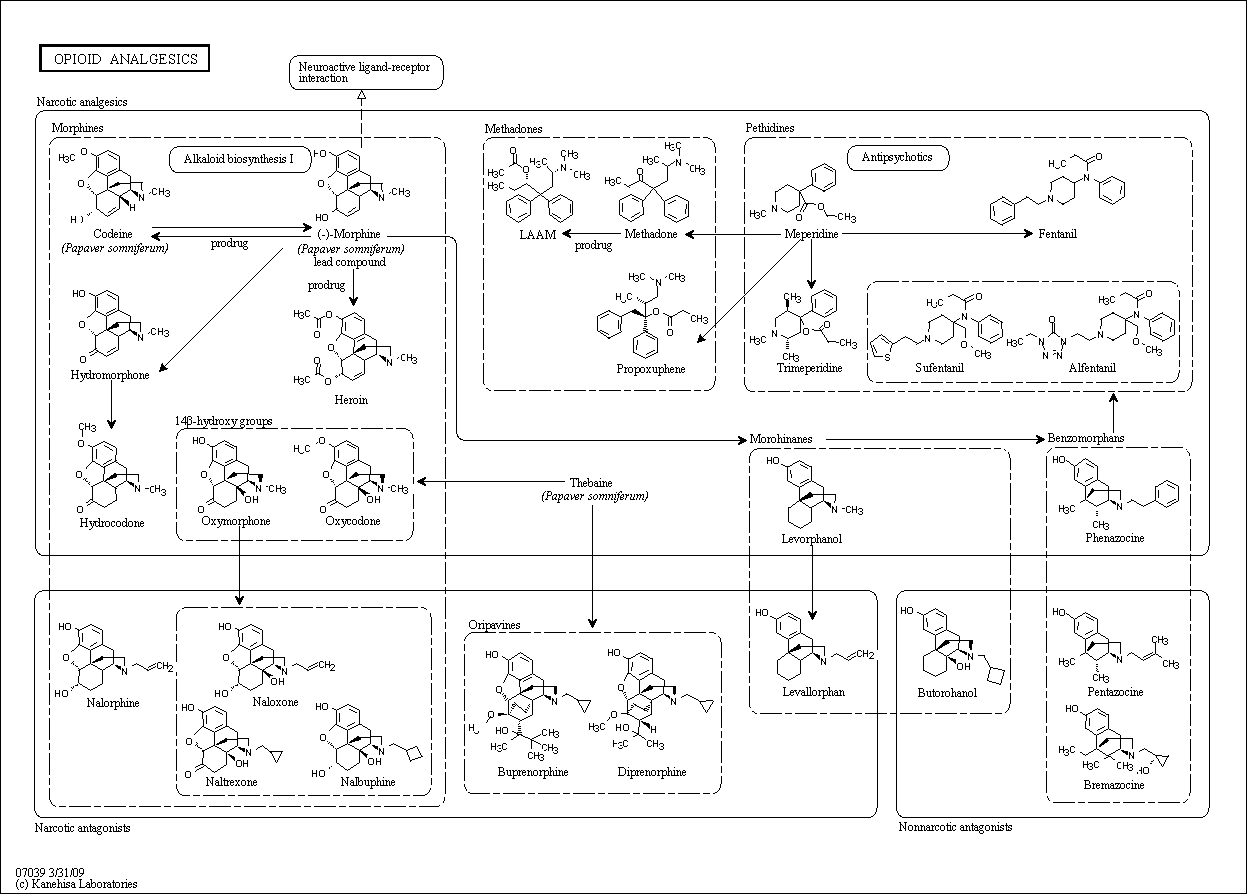 OPIOID ANALGESICS
Neuroactive ligand-receptor
interaction
Narcotic analgesics
Morphines
Methadones
Pethidines
Alkaloid biosynthesis I
Antipsychotics
Codeine
(Papaver somniferum)
prodrug
(-)-Morphine
(Papaver somniferum)
lead compound
prodrug
LAAM
prodrug
Methadone
Meperidine
Fentanil
Hydromorphone
Heroin
Propoxuphene
Trimeperidine
Sufentanil
Alfentanil
14β-hydroxy groups
Morohinanes
Benzomorphans
Hydrocodone
Oxymorphone
Oxycodone
Thebaine
(Papaver somniferum)
Levorphanol
Phenazocine
Oripavines
Nalorphine
Naloxone
Levallorphan
Butorohanol
Pentazocine
Naltrexone
Nalbuphine
Buprenorphine
Diprenorphine
Bremazocine
Narcotic antagonists
Nonnarcotic antagonists
07039 3/31/09
(c) Kanehisa Laboratories